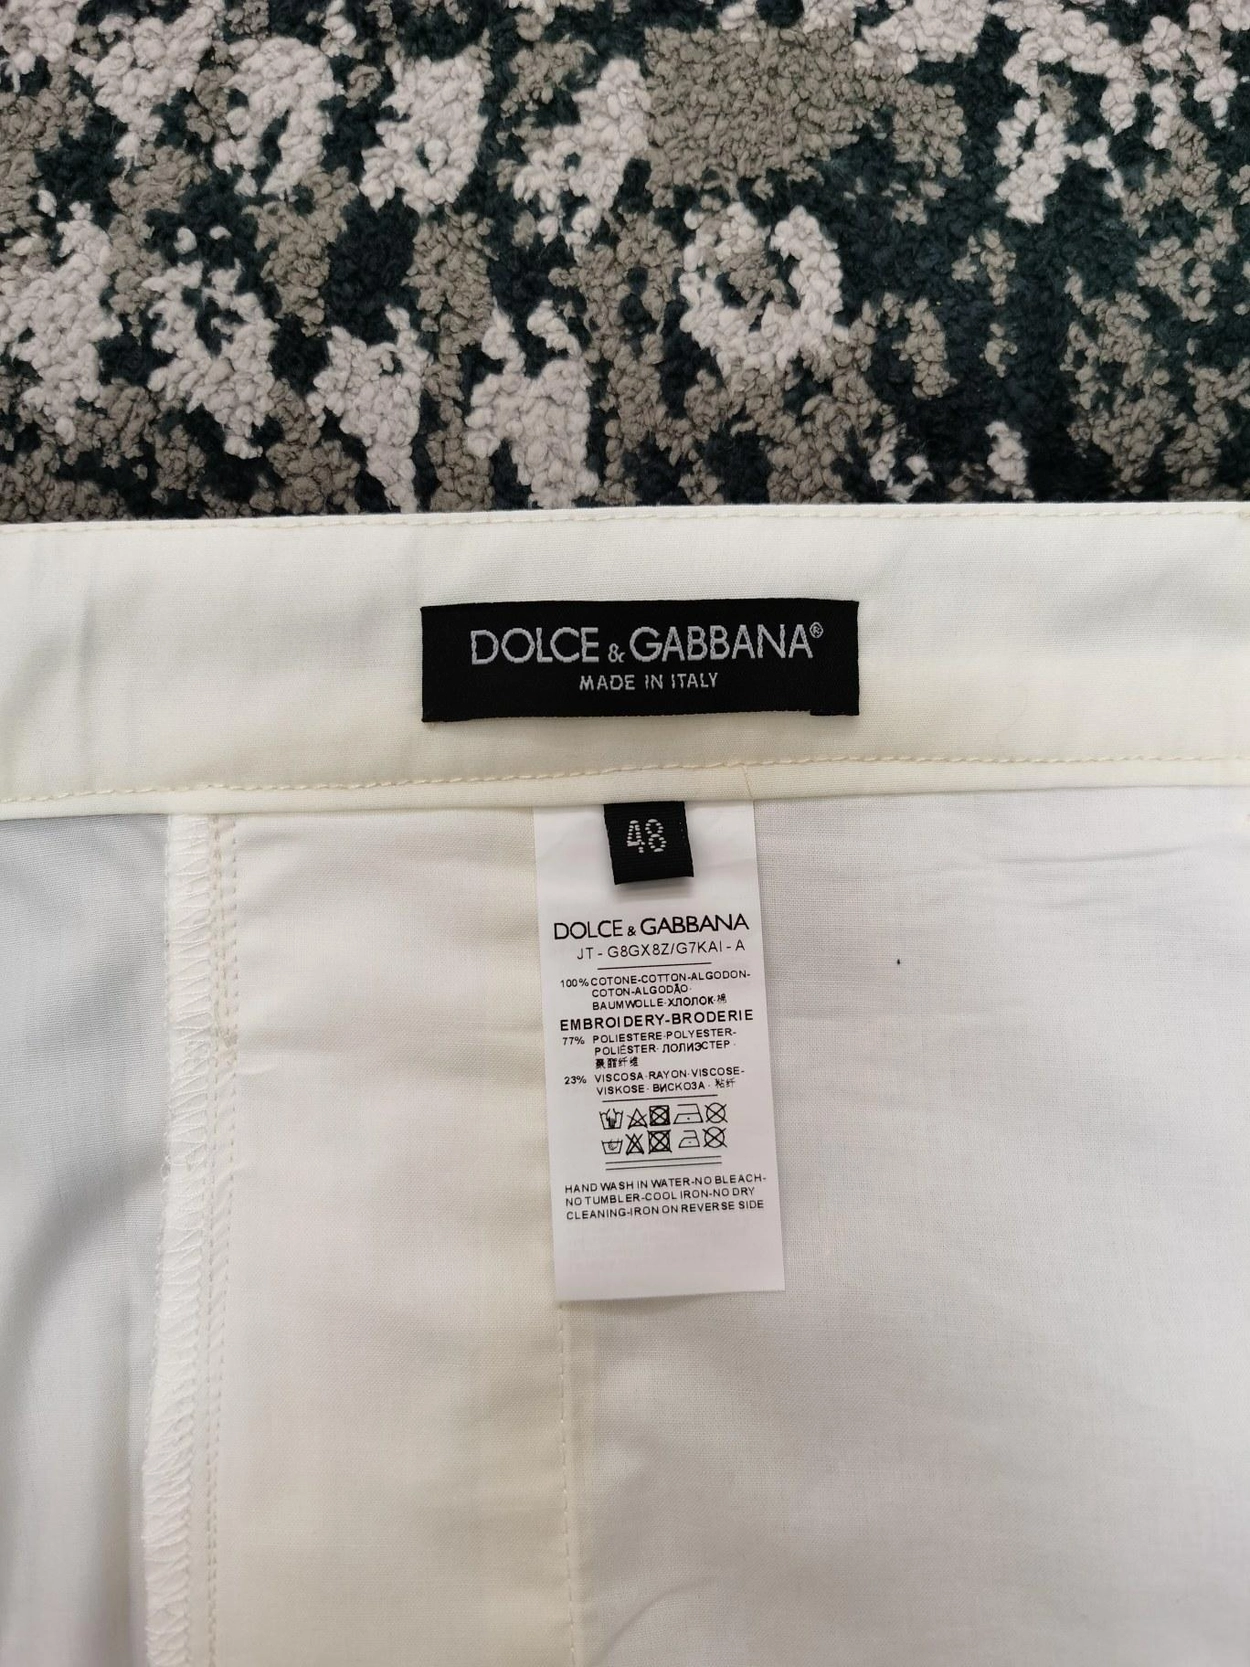 DOLCE & GABBANA®
MADE IN ITALY
48
DOLCE & GABBANA
JT - G8GX8Z/G7KAI - A
100% COTONE-COTTON-ALGODON-
COTON-ALGODÃO·
BAUMWOLLE·ХЛОПОК·棉
EMBROIDERY-BRODERIE
77% POLIESTERE·POLYESTER-
POLIÉSTER· ЛОЛИЭСТЕР ·
聚酯纤维
23% VISCOSA·RAYON·VISCOSE-
VISKOSE· ВИСКОЗА · 粘纤
HAND WASH IN WATER-NO BLEACH-
NO TUMBLER-COOL IRON-NO DRY
CLEANING-IRON ON REVERSE SIDE